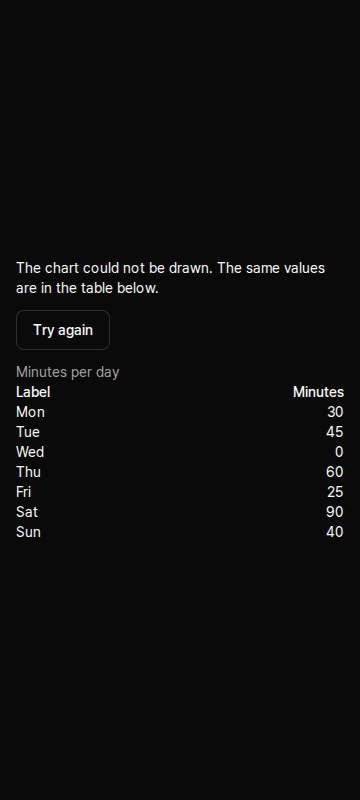 The chart could not be drawn. The same values
are in the table below.
Try again
Minutes per day
Label Minutes
Mon 30
Tue 45
Wed 0
Thu 60
Fri 25
Sat 90
Sun 40